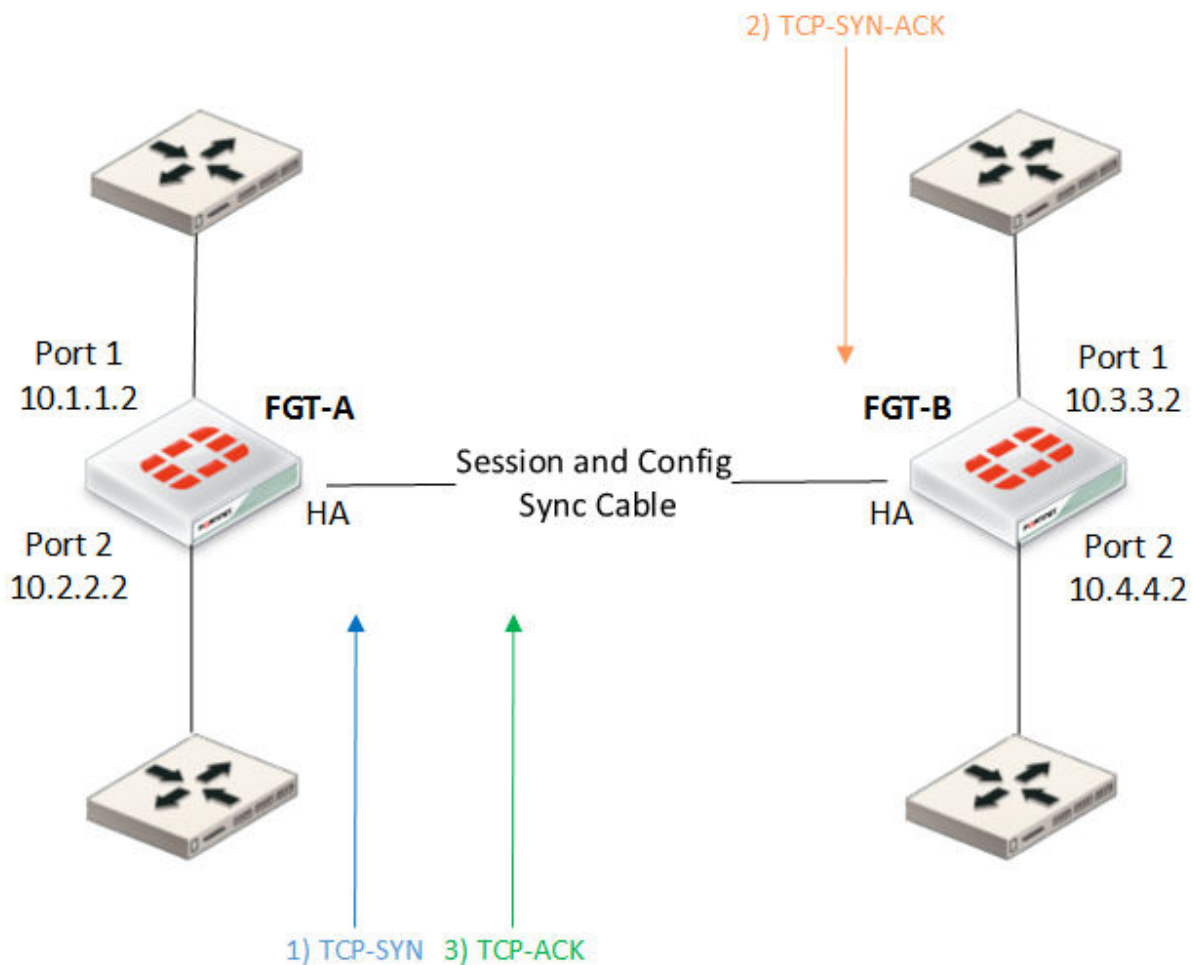 2) TCP-SYN-ACK
Port 1
10.1.1.2
FGT-A
FGT-B
Port 1
10.3.3.2
Session and Config
Sync Cable
HA
HA
Port 2
10.2.2.2
Port 2
10.4.4.2
1) TCP-SYN
3) TCP-ACK